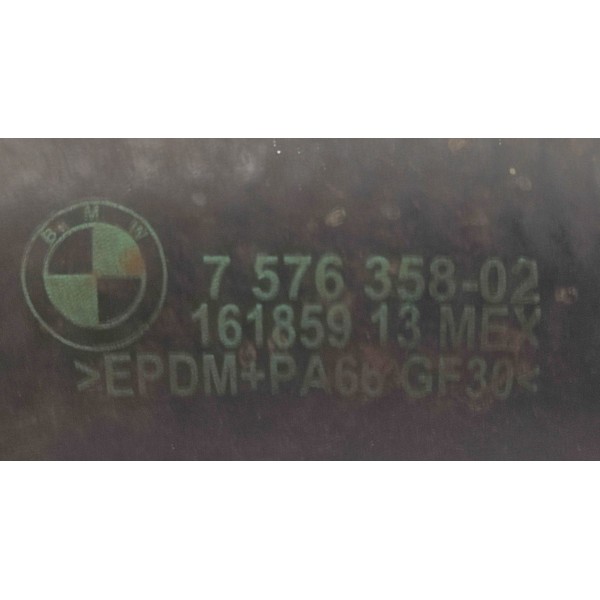 BMW
7 576 358-02
161859 13 MEX
>EPDM+PA66 GF30<